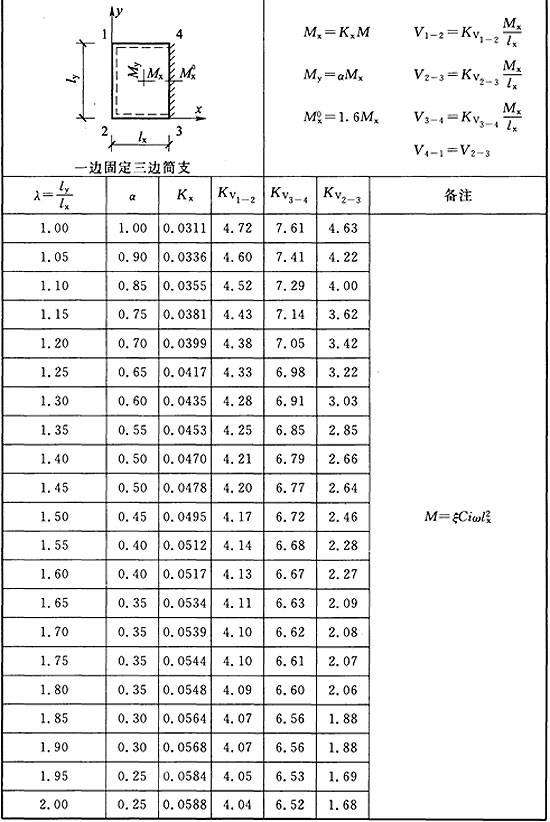 y
1 4
l_y M_y M_x M_x^0
2 l_x 3 x
一边固定三边简支
M_x=K_xM V_{1-2}=K_{V_{1-2}} M_x/l_x
M_y=αM_x V_{2-3}=K_{V_{2-3}} M_x/l_x
M_x^0=1.6M_x V_{3-4}=K_{V_{3-4}} M_x/l_x
V_{4-1}=V_{2-3}
λ=l_y/l_x α K_x K_{V_{1-2}} K_{V_{3-4}} K_{V_{2-3}} 备注
1.00 1.00 0.0311 4.72 7.61 4.63
1.05 0.90 0.0336 4.60 7.41 4.22
1.10 0.85 0.0355 4.52 7.29 4.00
1.15 0.75 0.0381 4.43 7.14 3.62
1.20 0.70 0.0399 4.38 7.05 3.42
1.25 0.65 0.0417 4.33 6.98 3.22
1.30 0.60 0.0435 4.28 6.91 3.03
1.35 0.55 0.0453 4.25 6.85 2.85
1.40 0.50 0.0470 4.21 6.79 2.66
1.45 0.50 0.0478 4.20 6.77 2.64
1.50 0.45 0.0495 4.17 6.72 2.46 M=ξCiωl_x^2
1.55 0.40 0.0512 4.14 6.68 2.28
1.60 0.40 0.0517 4.13 6.67 2.27
1.65 0.35 0.0534 4.11 6.63 2.09
1.70 0.35 0.0539 4.10 6.62 2.08
1.75 0.35 0.0544 4.10 6.61 2.07
1.80 0.35 0.0548 4.09 6.60 2.06
1.85 0.30 0.0564 4.07 6.56 1.88
1.90 0.30 0.0568 4.07 6.56 1.88
1.95 0.25 0.0584 4.05 6.53 1.69
2.00 0.25 0.0588 4.04 6.52 1.68